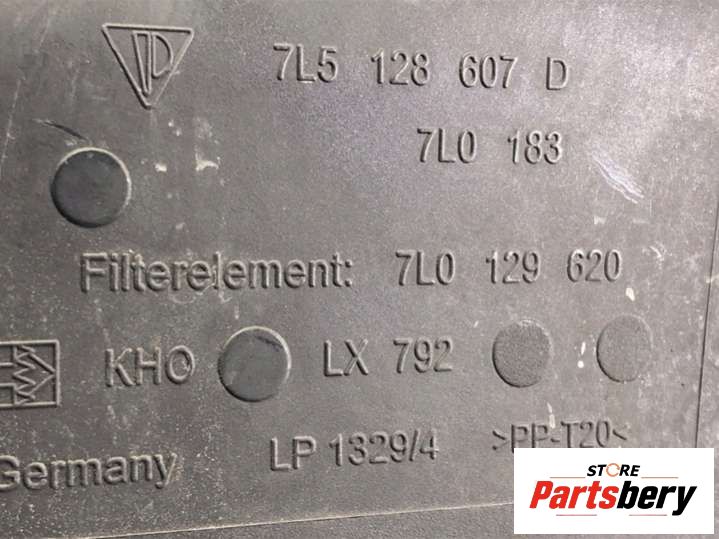 7L5 128 607 D
7L0 183
Filterelement: 7L0 129 620
KHO LX 792
Germany LP 1329/4 >PP-T20<
STORE
Partsbery